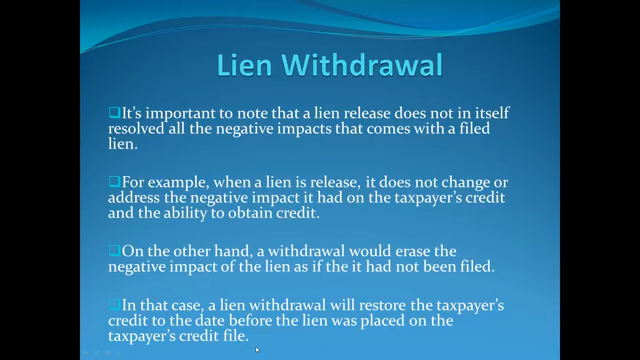 Lien Withdrawal
It's important to note that a lien release does not in itself
resolved all the negative impacts that comes with a filed
lien.
For example, when a lien is release, it does not change or
address the negative impact it had on the taxpayer's credit
and the ability to obtain credit.
On the other hand, a withdrawal would erase the
negative impact of the lien as if the it had not been filed.
In that case, a lien withdrawal will restore the taxpayer's
credit to the date before the lien was placed on the
taxpayer's credit file.